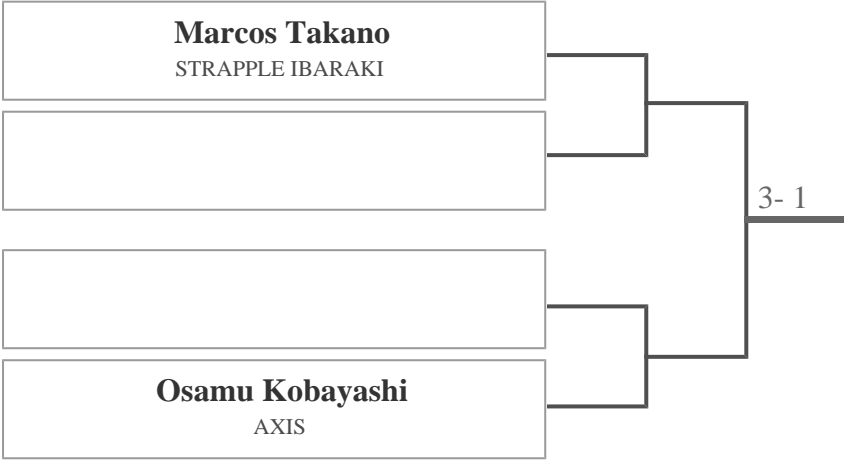 Marcos Takano
STRAPPLE IBARAKI
3- 1
Osamu Kobayashi
AXIS